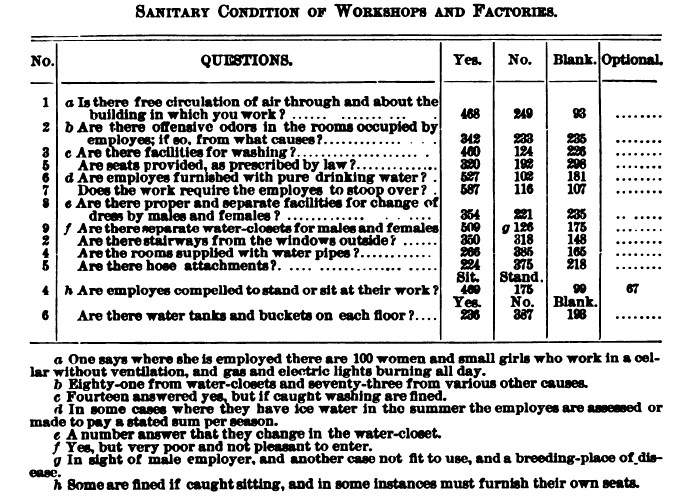 SANITARY CONDITION OF WORKSHOPS AND FACTORIES.
No. QUESTIONS. Yes. No. Blank. Optional.
1 a Is there free circulation of air through and about the
building in which you work? 468 249 93 ........
2 b Are there offensive odors in the rooms occupied by
employes; if so, from what causes? 342 233 235 ........
3 c Are there facilities for washing? 460 124 226 ........
5 Are seats provided, as prescribed by law? 320 192 298 ........
6 d Are employes furnished with pure drinking water? 527 102 181 ........
7 Does the work require the employes to stoop over? 587 116 107 ........
8 e Are there proper and separate facilities for change of
dress by males and females? 354 221 235 ........
9 f Are there separate water-closets for males and females 509 g 126 175 ........
2 Are there stairways from the windows outside? 350 318 148 ........
4 Are the rooms supplied with water pipes? 266 385 165 ........
5 Are there hose attachments? 224 375 218 ........
Sit. Stand.
4 h Are employes compelled to stand or sit at their work? 469 175 99 67
Yes. No. Blank.
6 Are there water tanks and buckets on each floor? 236 387 193 ........
a One says where she is employed there are 100 women and small girls who work in a cel-
lar without ventilation, and gas and electric lights burning all day.
b Eighty-one from water-closets and seventy-three from various other causes.
c Fourteen answered yes, but if caught washing are fined.
d In some cases where they have ice water in the summer the employes are assessed or
made to pay a stated sum per season.
e A number answer that they change in the water-closet.
f Yes, but very poor and not pleasant to enter.
g In sight of male employer, and another case not fit to use, and a breeding-place of dis-
ease.
h Some are fined if caught sitting, and in some instances must furnish their own seats.